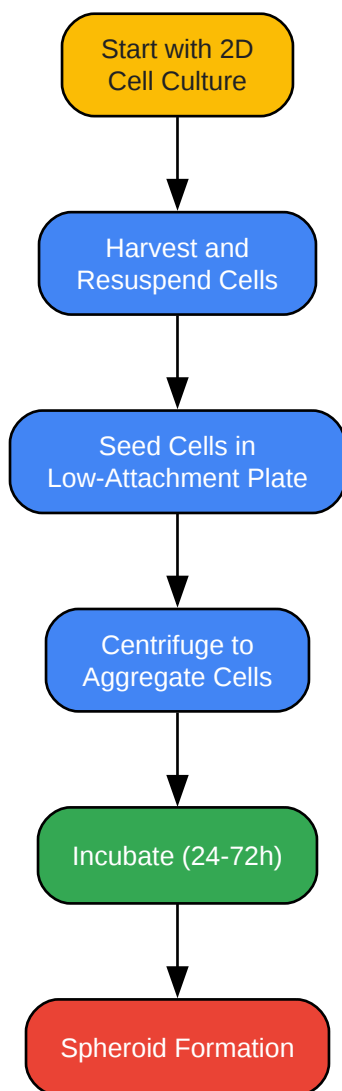 Start with 2D
Cell Culture
Harvest and
Resuspend Cells
Seed Cells in
Low-Attachment Plate
Centrifuge to
Aggregate Cells
Incubate (24-72h)
Spheroid Formation